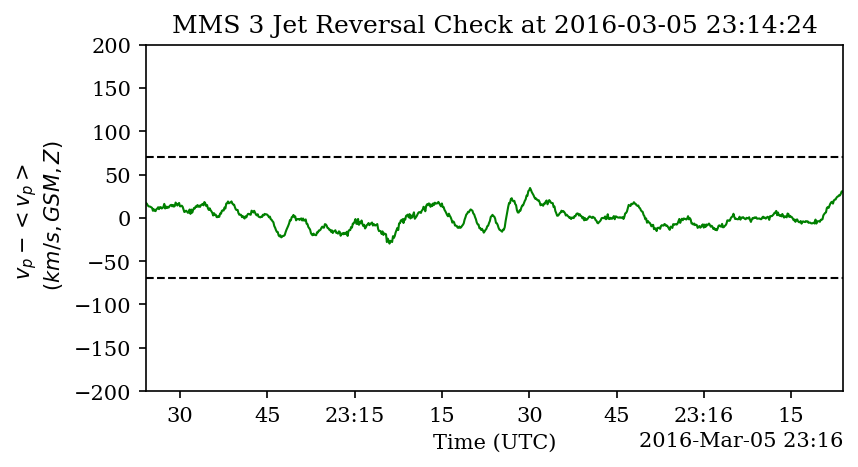 MMS 3 Jet Reversal Check at 2016-03-05 23:14:24
200
150
100
50
0
−50
−100
−150
−200
v_p − < v_p >
(km/s, GSM, Z)
30 45 23:15 15 30 45 23:16 15
Time (UTC)
2016-Mar-05 23:16